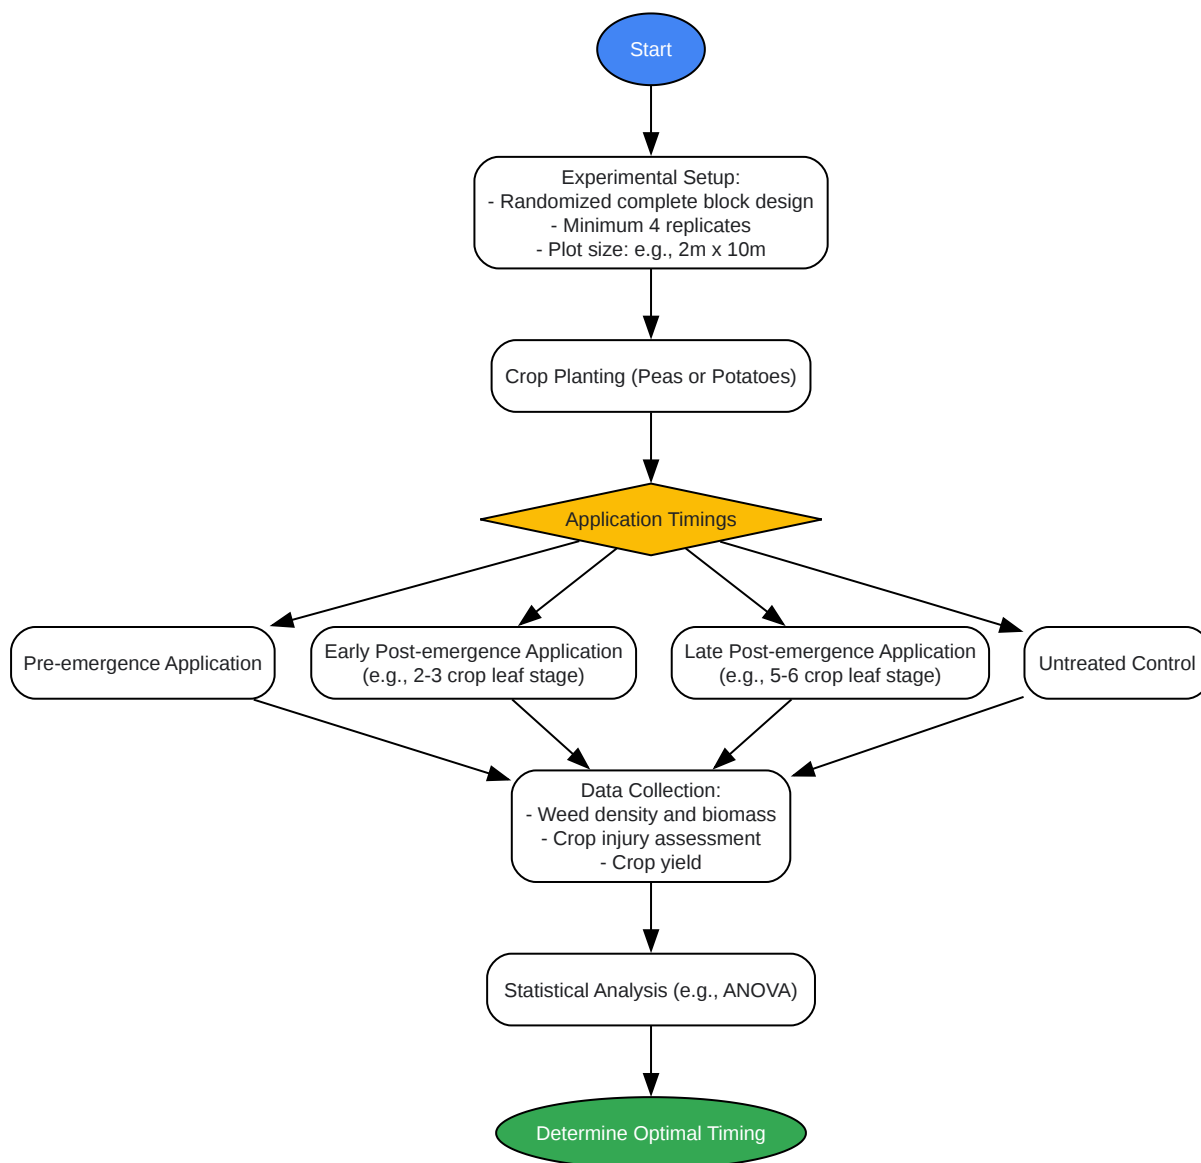 Start
Experimental Setup:
- Randomized complete block design
- Minimum 4 replicates
- Plot size: e.g., 2m x 10m
Crop Planting (Peas or Potatoes)
Application Timings
Pre-emergence Application
Early Post-emergence Application
(e.g., 2-3 crop leaf stage)
Late Post-emergence Application
(e.g., 5-6 crop leaf stage)
Untreated Control
Data Collection:
- Weed density and biomass
- Crop injury assessment
- Crop yield
Statistical Analysis (e.g., ANOVA)
Determine Optimal Timing